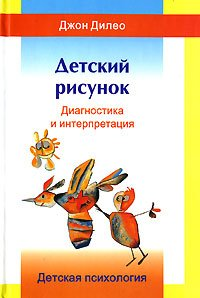 Джон Дилео
Детский
рисунок
Диагностика
и интерпретация
Детская психология